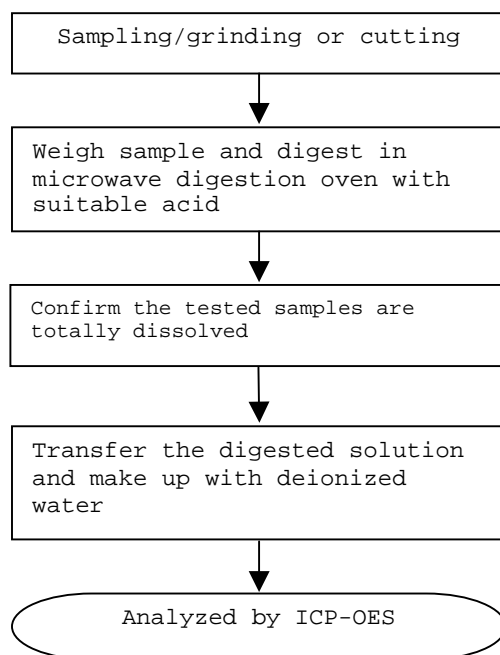 Sampling/grinding or cutting
Weigh sample and digest in
microwave digestion oven with
suitable acid
Confirm the tested samples are
totally dissolved
Transfer the digested solution
and make up with deionized
water
Analyzed by ICP-OES